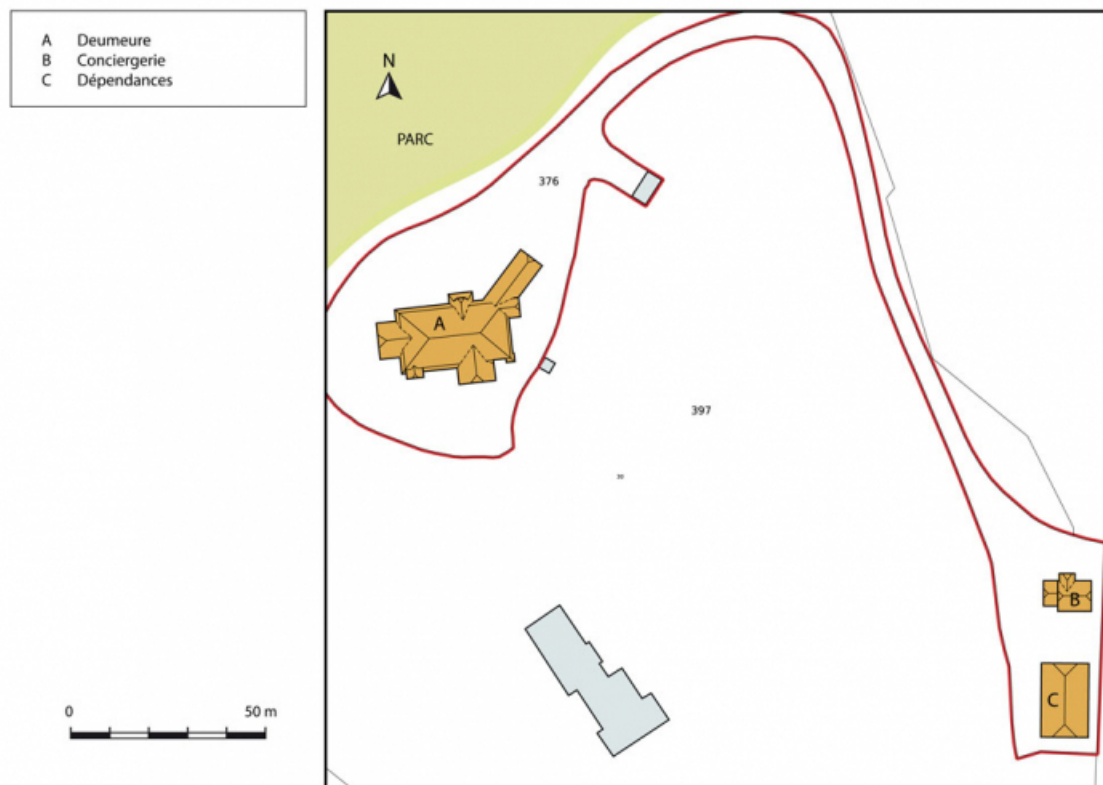 A Deumeure
B Conciergerie
C Dépendances
N
PARC
376
A
397
B
C
0 50 m